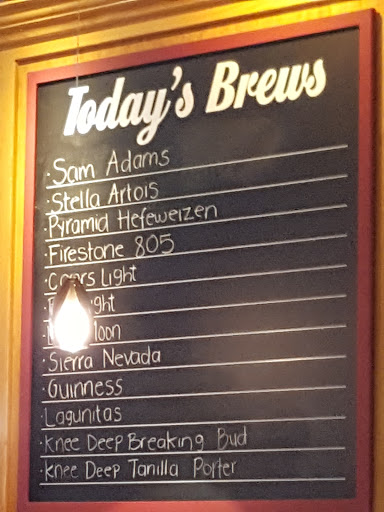 Today's Brews
· Sam Adams
· Stella Artois
· Pyramid Hefeweizen
· Firestone 805
· Coors Light
· Sierra Nevada
· Guinness
· Lagunitas
· Knee Deep Breaking Bud
· Knee Deep Tanilla Porter